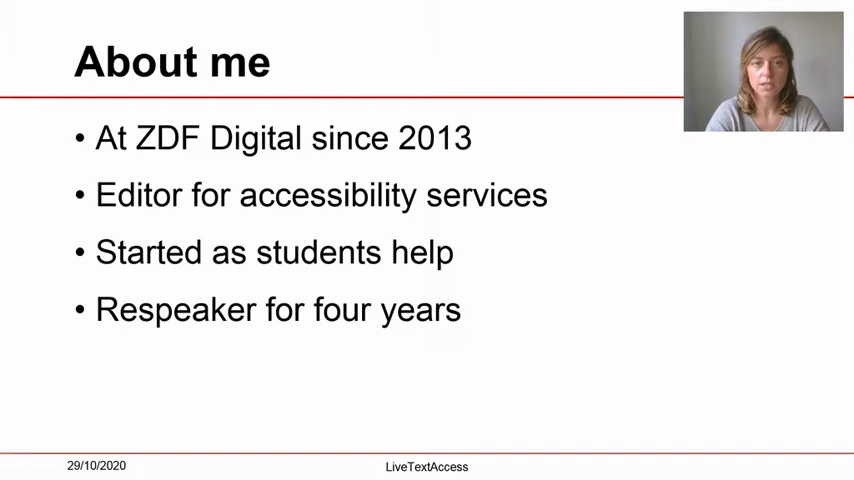 About me
• At ZDF Digital since 2013
• Editor for accessibility services
• Started as students help
• Respeaker for four years
29/10/2020
LiveTextAccess